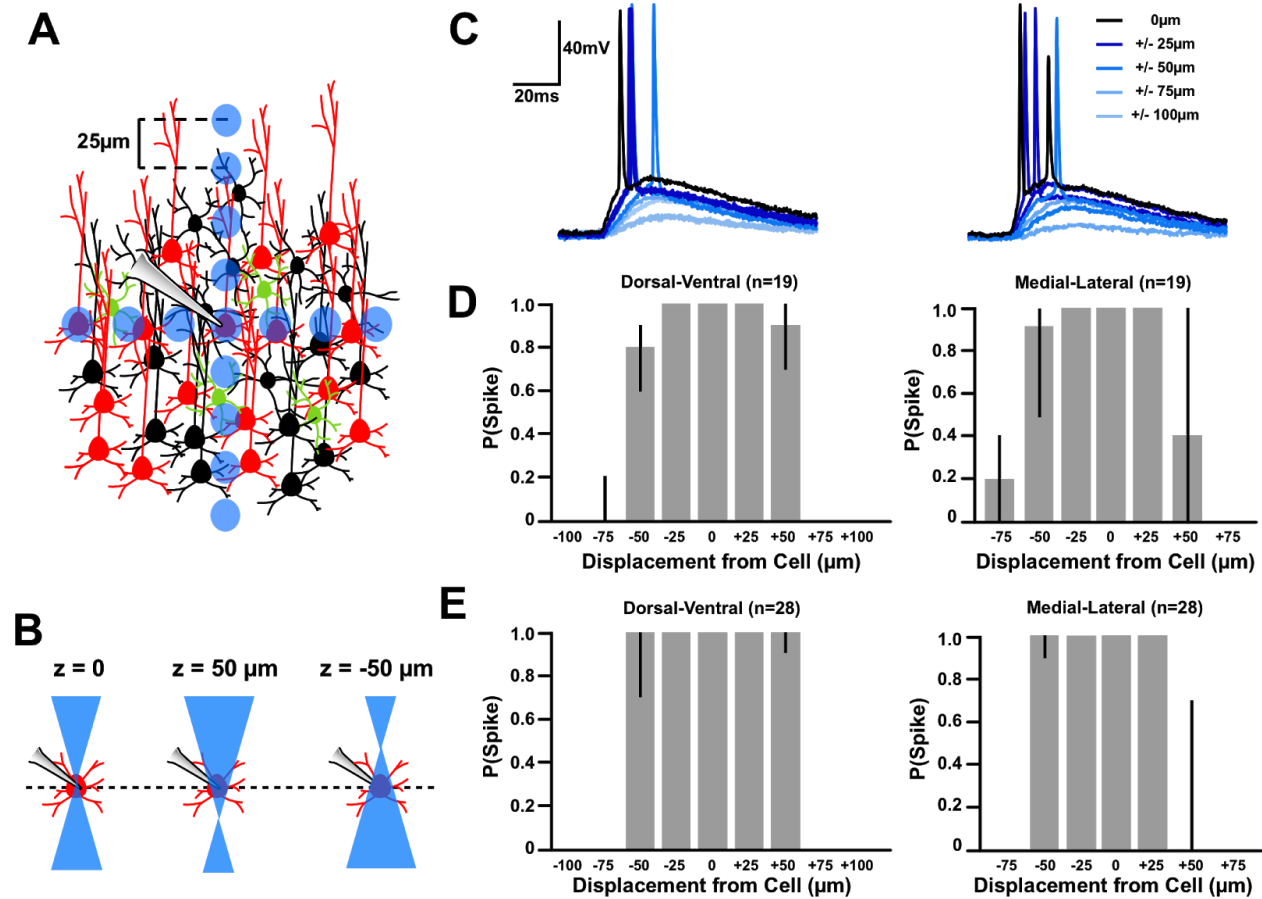 A
25µm
B
z = 0
z = 50 µm
z = -50 µm
C
40mV
20ms
0µm
+/- 25µm
+/- 50µm
+/- 75µm
+/- 100µm
D
Dorsal-Ventral (n=19)
P(Spike)
1.0
0.8
0.6
0.4
0.2
0
-100 -75 -50 -25 0 +25 +50 +75 +100
Displacement from Cell (µm)
Medial-Lateral (n=19)
P(Spike)
1.0
0.8
0.6
0.4
0.2
0
-75 -50 -25 0 +25 +50 +75
Displacement from Cell (µm)
E
Dorsal-Ventral (n=28)
P(Spike)
1.0
0.8
0.6
0.4
0.2
0
-100 -75 -50 -25 0 +25 +50 +75 +100
Displacement from Cell (µm)
Medial-Lateral (n=28)
P(Spike)
1.0
0.8
0.6
0.4
0.2
0
-75 -50 -25 0 +25 +50 +75
Displacement from Cell (µm)